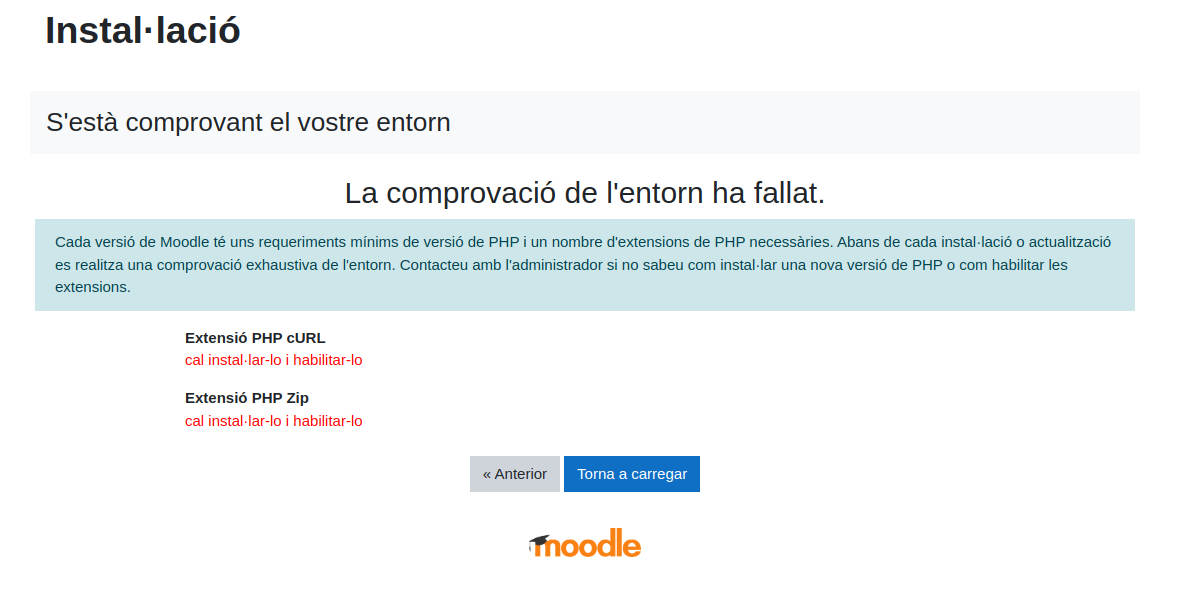 Instal·lació
S'està comprovant el vostre entorn
La comprovació de l'entorn ha fallat.
Cada versió de Moodle té uns requeriments mínims de versió de PHP i un nombre d'extensions de PHP necessàries. Abans de cada instal·lació o actualització
es realitza una comprovació exhaustiva de l'entorn. Contacteu amb l'administrador si no sabeu com instal·lar una nova versió de PHP o com habilitar les
extensions.
Extensió PHP cURL
cal instal·lar-lo i habilitar-lo
Extensió PHP Zip
cal instal·lar-lo i habilitar-lo
« Anterior Torna a carregar
moodle